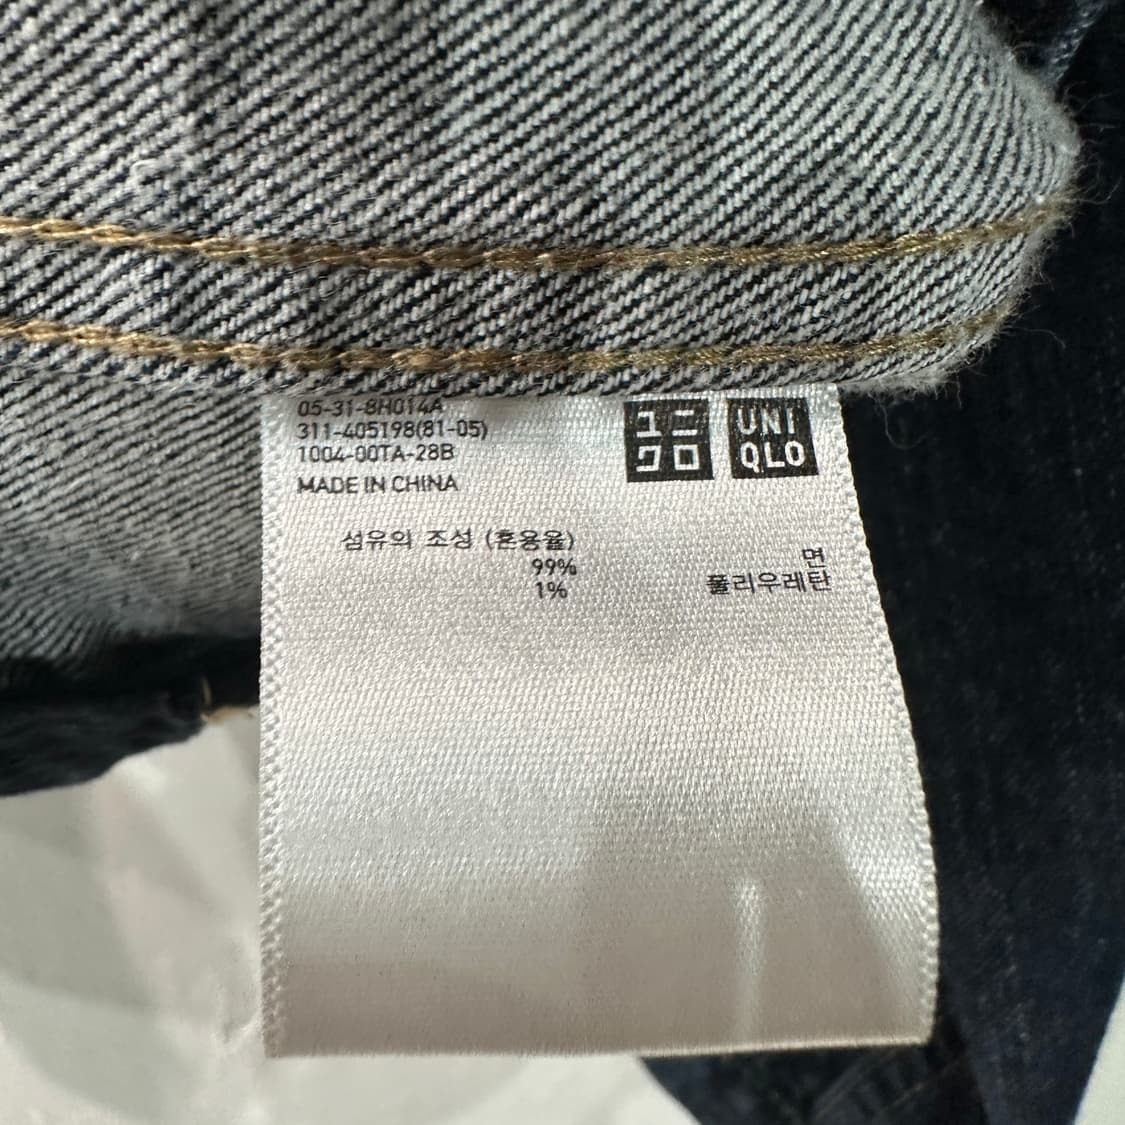 05-31-8H014A
311-405198(81-05)
1004-00TA-28B
MADE IN CHINA
ユニ
クロ
UNI
QLO
섬유의 조성 (혼용율)
99% 면
1% 폴리우레탄